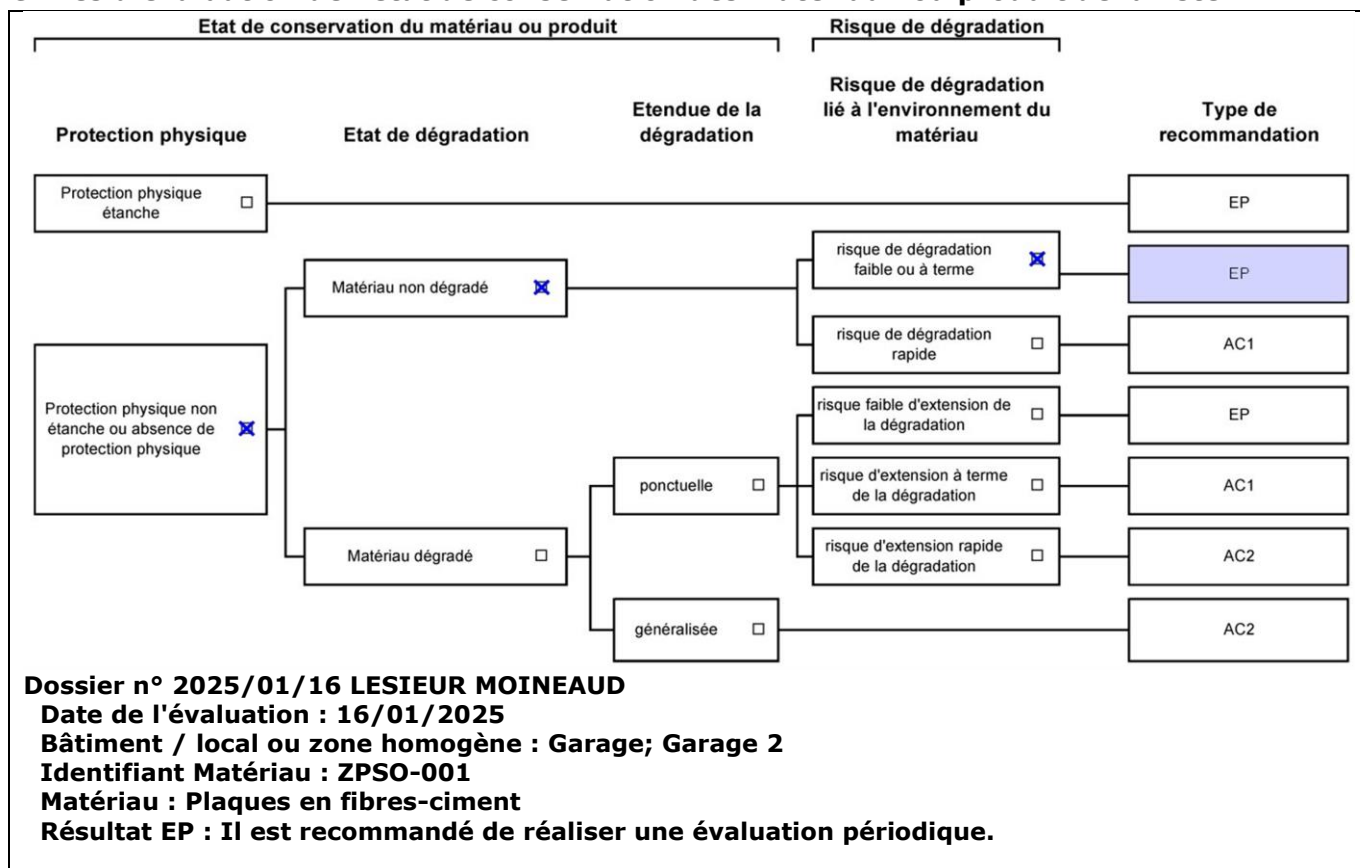 Etat de conservation du matériau ou produit
Risque de dégradation
Protection physique
Etat de dégradation
Etendue de la
dégradation
Risque de dégradation
lié à l'environnement du
matériau
Type de
recommandation
Protection physique
étanche
EP
risque de dégradation
faible ou à terme
EP
Matériau non dégradé
risque de dégradation
rapide
AC1
Protection physique non
étanche ou absence de
protection physique
risque faible d'extension de
la dégradation
EP
ponctuelle
risque d'extension à terme
de la dégradation
AC1
Matériau dégradé
risque d'extension rapide
de la dégradation
AC2
généralisée
AC2
Dossier n° 2025/01/16 LESIEUR MOINEAUD
Date de l'évaluation : 16/01/2025
Bâtiment / local ou zone homogène : Garage; Garage 2
Identifiant Matériau : ZPSO-001
Matériau : Plaques en fibres-ciment
Résultat EP : Il est recommandé de réaliser une évaluation périodique.